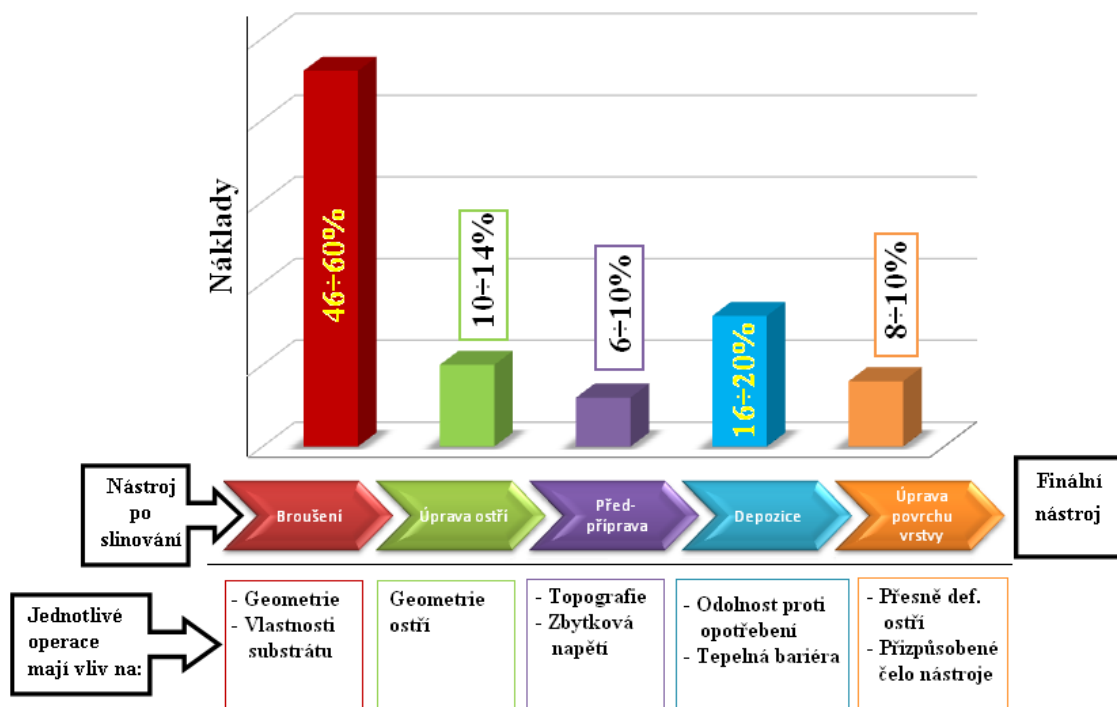 Náklady
46÷60%
10÷14%
6÷10%
16÷20%
8÷10%
Nástroj
po
slinování
Broušení
Úprava ostří
Před-
příprava
Depozice
Úprava
povrchu
vrstvy
Finální
nástroj
Jednotlivé
operace
mají vliv na:
- Geometrie
- Vlastnosti
substrátu
Geometrie
ostří
- Topografie
- Zbytková
napětí
- Odolnost proti
opotřebení
- Tepelná bariéra
- Přesně def.
ostří
- Přizpůsobené
čelo nástroje